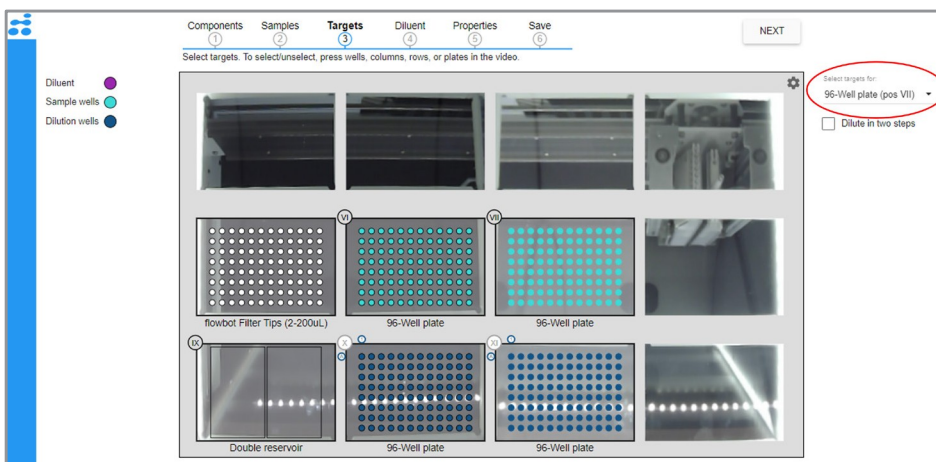 Components Samples Targets Diluent Properties Save
1 2 3 4 5 6
NEXT
Select targets. To select/unselect, press wells, columns, rows, or plates in the video.
Diluent
Sample wells
Dilution wells
Select targets for:
96-Well plate (pos VII)
Dilute in two steps
VI VII
flowbot Filter Tips (2-200uL) 96-Well plate 96-Well plate
IX X XI
Double reservoir 96-Well plate 96-Well plate